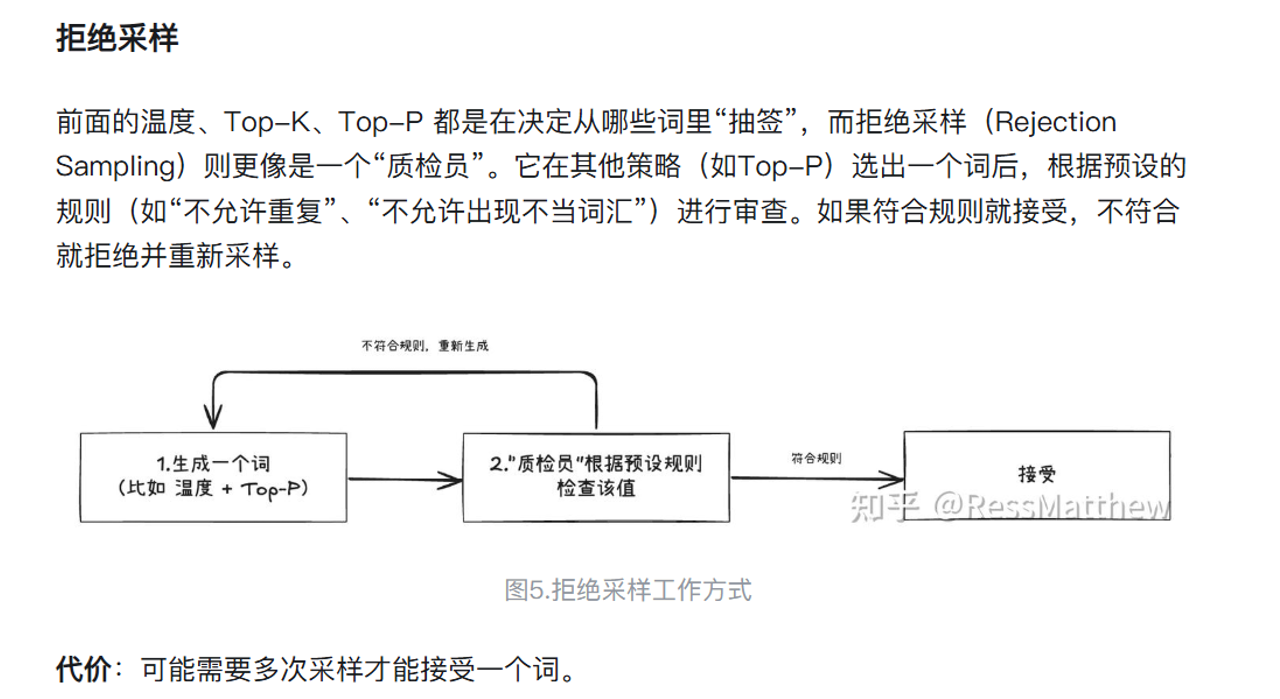 拒绝采样
前面的温度、Top-K、Top-P 都是在决定从哪些词里“抽签”，而拒绝采样（Rejection
Sampling）则更像是一个“质检员”。它在其他策略（如Top-P）选出一个词后，根据预设的
规则（如“不允许重复”、“不允许出现不当词汇”）进行审查。如果符合规则就接受，不符合
就拒绝并重新采样。
不符合规则，重新生成
1.生成一个词
（比如 温度 + Top-P）
2.“质检员”根据预设规则
检查该值
符合规则
接受
知乎 @RessMatthew
图5.拒绝采样工作方式
代价：可能需要多次采样才能接受一个词。